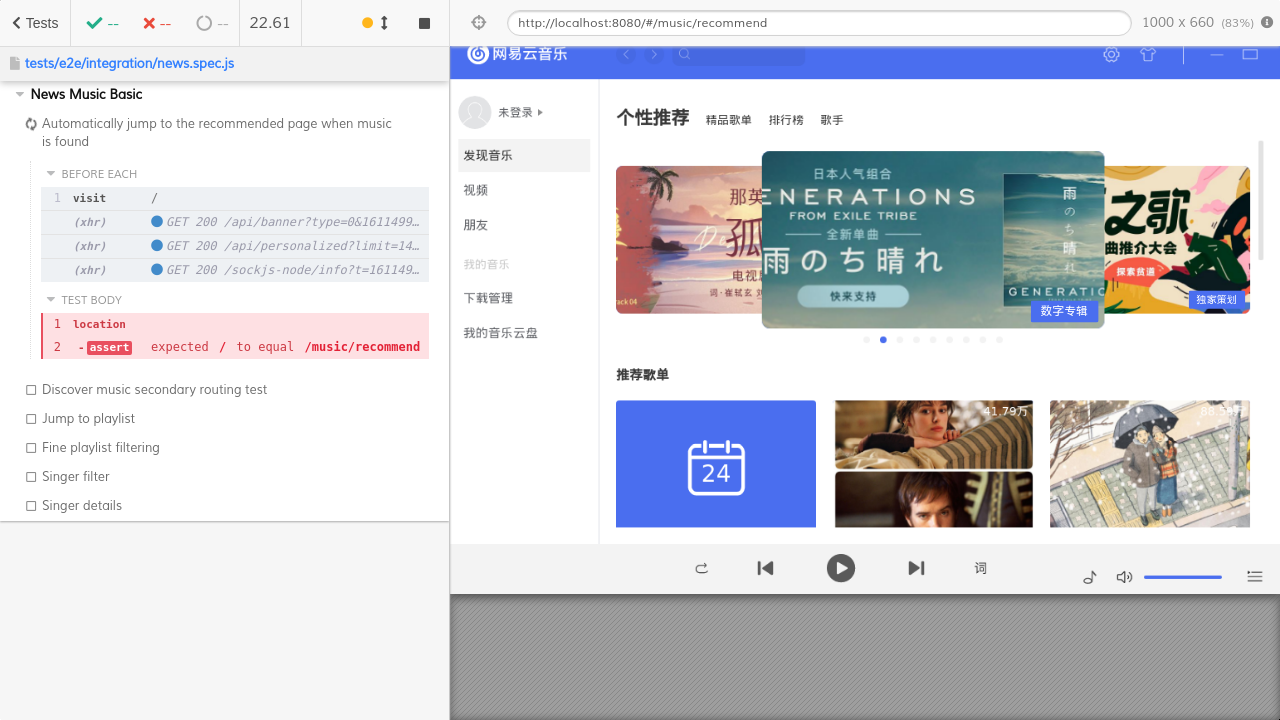 Tests
--
--
--
22.61
http://localhost:8080/#/music/recommend
1000 x 660 (83%)
tests/e2e/integration/news.spec.js
News Music Basic
Automatically jump to the recommended page when music
is found
BEFORE EACH
1 visit /
(xhr) GET 200 /api/banner?type=0&1611499...
(xhr) GET 200 /api/personalized?limit=14...
(xhr) GET 200 /sockjs-node/info?t=161149...
TEST BODY
1 location
2 -assert expected / to equal /music/recommend
Discover music secondary routing test
Jump to playlist
Fine playlist filtering
Singer filter
Singer details
网易云音乐
未登录
发现音乐
视频
朋友
我的音乐
下载管理
我的音乐云盘
个性推荐 精品歌单 排行榜 歌手
那英
孤
电视剧
rack 04
日本人气组合
ENERATIONS
FROM EXILE TRIBE
全新单曲
雨のち晴れ
快来支持
雨のち晴れ
GENERATIC
数字专辑
之歌
曲推介大会
探索贫道
独家策划
推荐歌单
24
41.79万
词